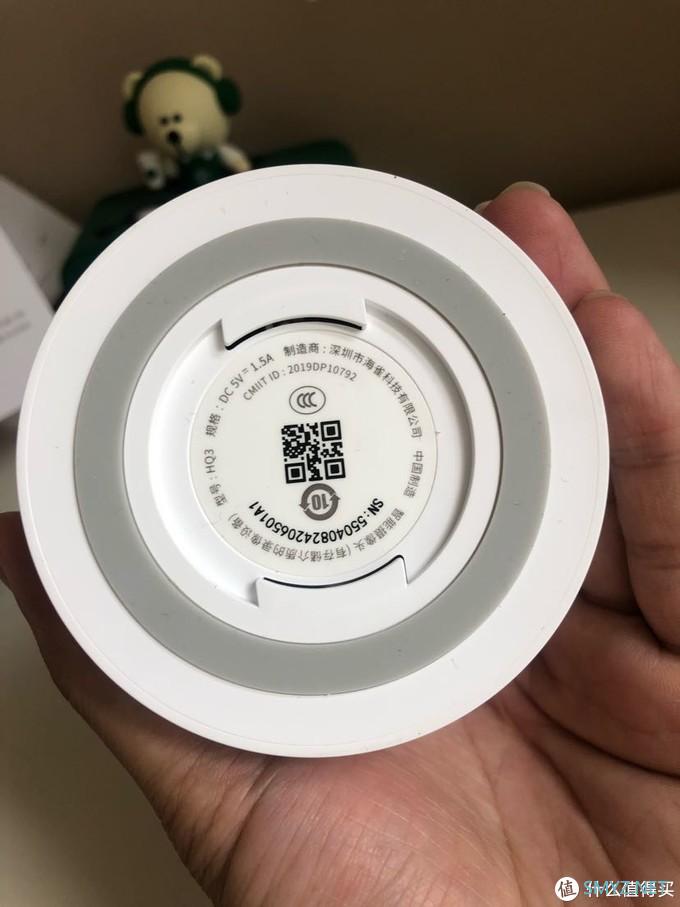 智能摄像头(有存储介质的录像设备) 型号:HQ3 规格:DC 5V⎓1.5A 制造商:深圳市海雀科技有限公司 中国制造
CMIIT ID:2019DP10792
CCC
10
SN:55040824206501A1
值 什么值得买